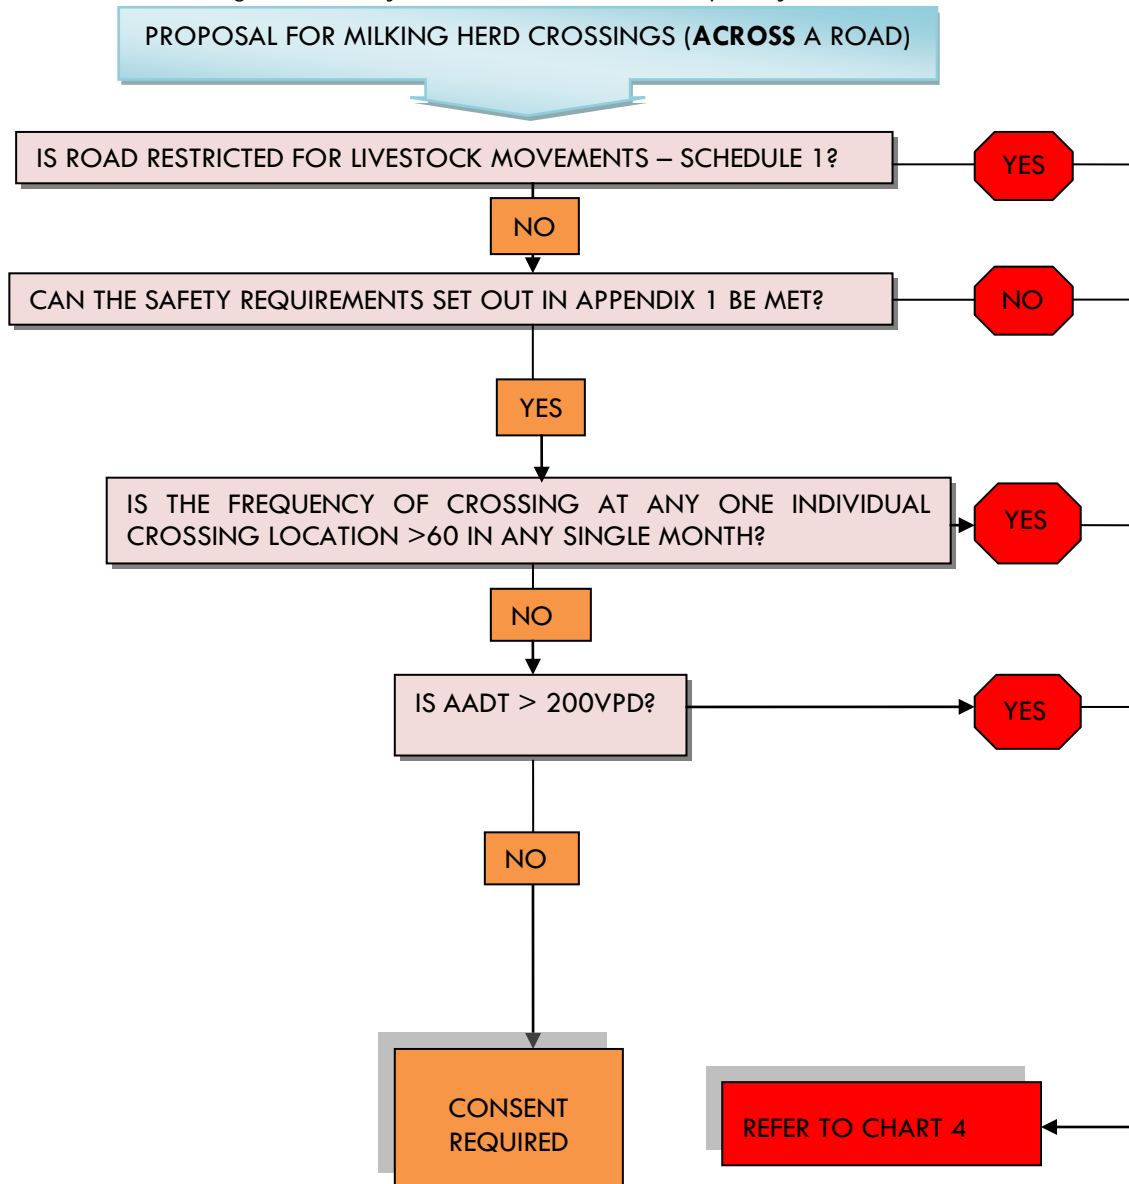 PROPOSAL FOR MILKING HERD CROSSINGS (ACROSS A ROAD)
IS ROAD RESTRICTED FOR LIVESTOCK MOVEMENTS – SCHEDULE 1?
YES
NO
CAN THE SAFETY REQUIREMENTS SET OUT IN APPENDIX 1 BE MET?
NO
YES
IS THE FREQUENCY OF CROSSING AT ANY ONE INDIVIDUAL
CROSSING LOCATION >60 IN ANY SINGLE MONTH?
YES
NO
IS AADT > 200VPD?
YES
NO
CONSENT
REQUIRED
REFER TO CHART 4